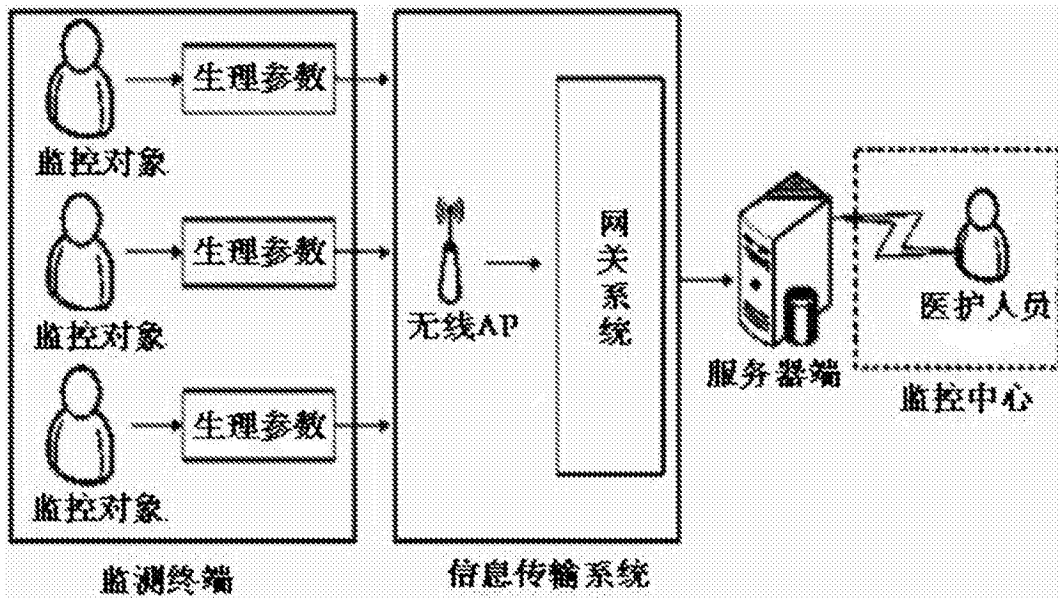 生理参数
监控对象
生理参数
监控对象
生理参数
监控对象
监测终端
无线AP
网关系统
信息传输系统
服务器端
医护人员
监控中心